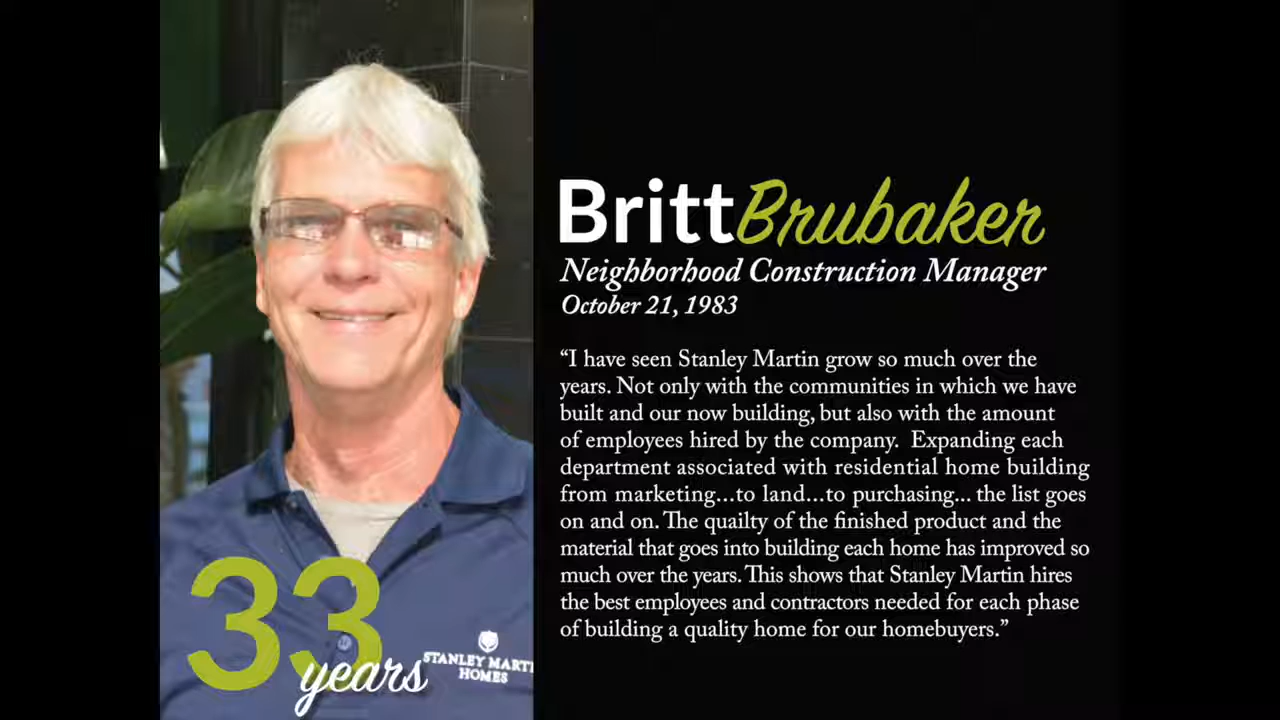 Britt Brubaker
Neighborhood Construction Manager
October 21, 1983
“I have seen Stanley Martin grow so much over the
years. Not only with the communities in which we have
built and our now building, but also with the amount
of employees hired by the company. Expanding each
department associated with residential home building
from marketing...to land...to purchasing... the list goes
on and on. The quailty of the finished product and the
material that goes into building each home has improved so
much over the years. This shows that Stanley Martin hires
the best employees and contractors needed for each phase
of building a quality home for our homebuyers.”
33
years
STANLEY MARTI
HOMES